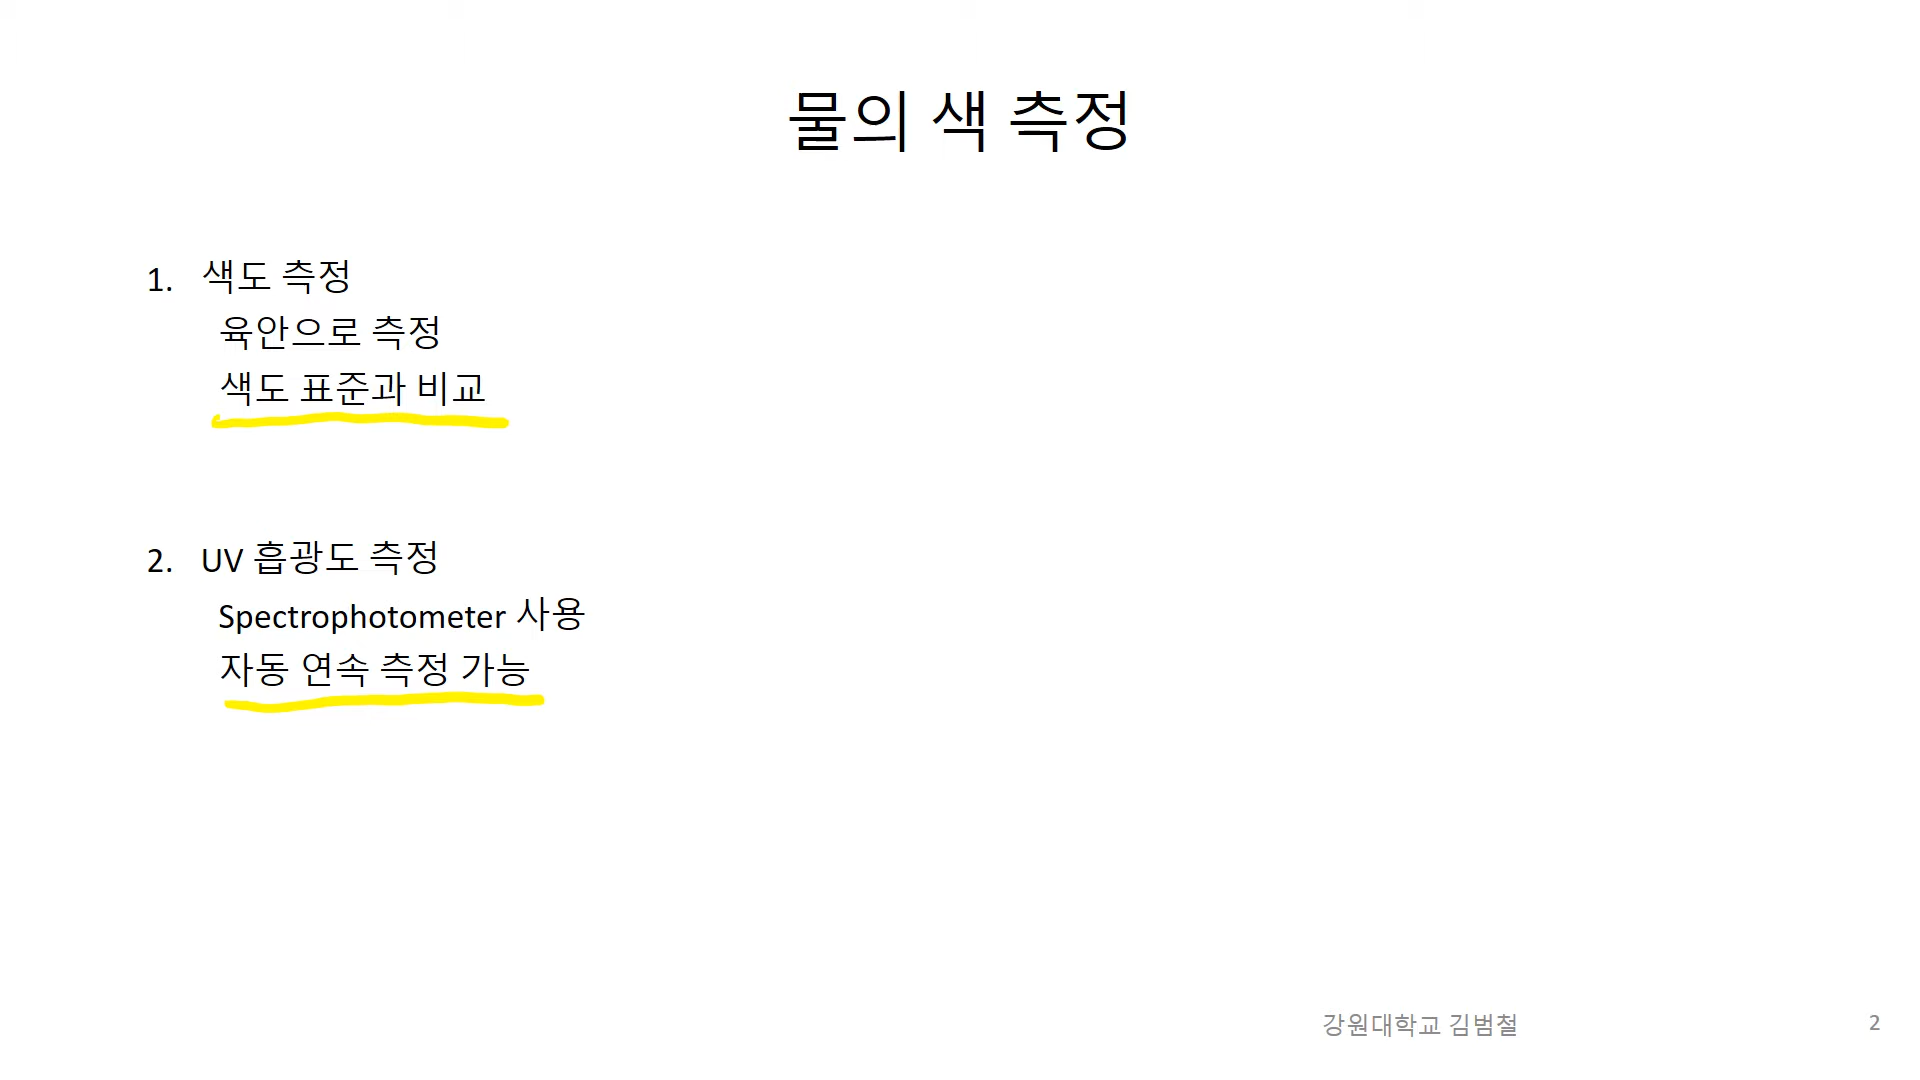 물의 색 측정
1. 색도 측정
육안으로 측정
색도 표준과 비교
2. UV 흡광도 측정
Spectrophotometer 사용
자동 연속 측정 가능
강원대학교 김범철
2